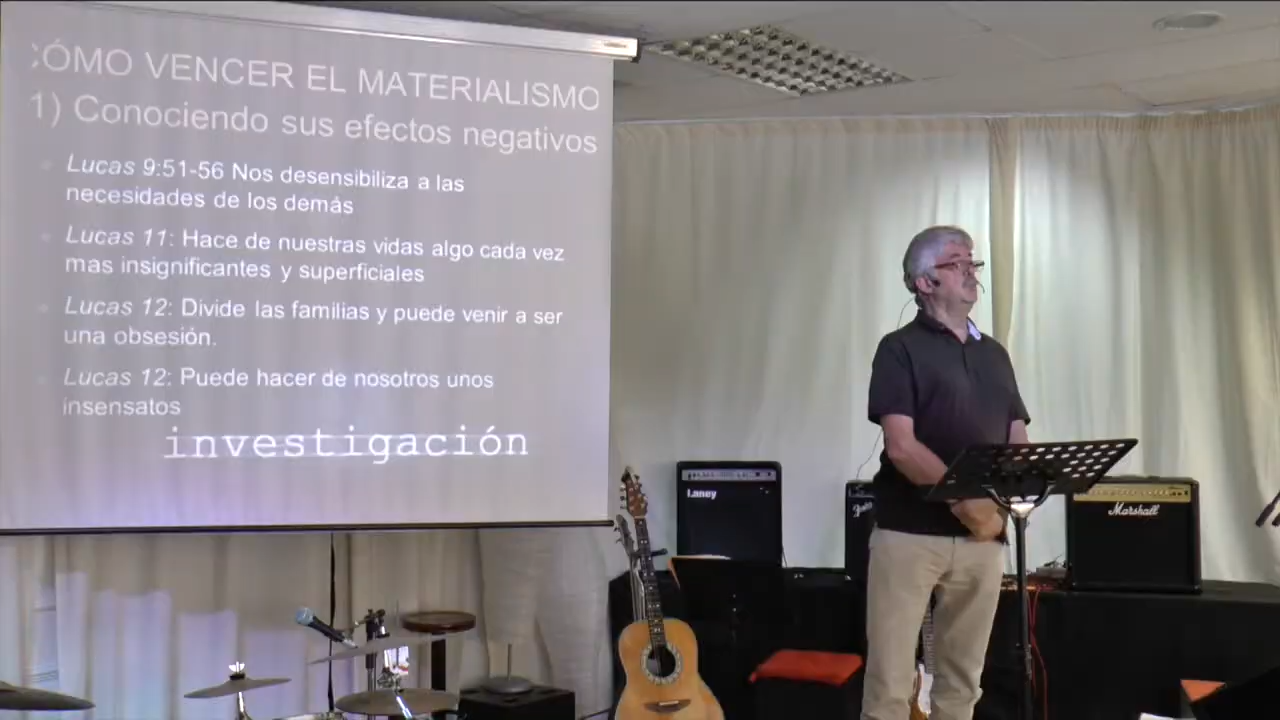 CÓMO VENCER EL MATERIALISMO
1) Conociendo sus efectos negativos
Lucas 9:51-56 Nos desensibiliza a las
necesidades de los demás
Lucas 11: Hace de nuestras vidas algo cada vez
mas insignificantes y superficiales
Lucas 12: Divide las familias y puede venir a ser
una obsesión.
Lucas 12: Puede hacer de nosotros unos
insensatos
investigación
Laney
Marshall